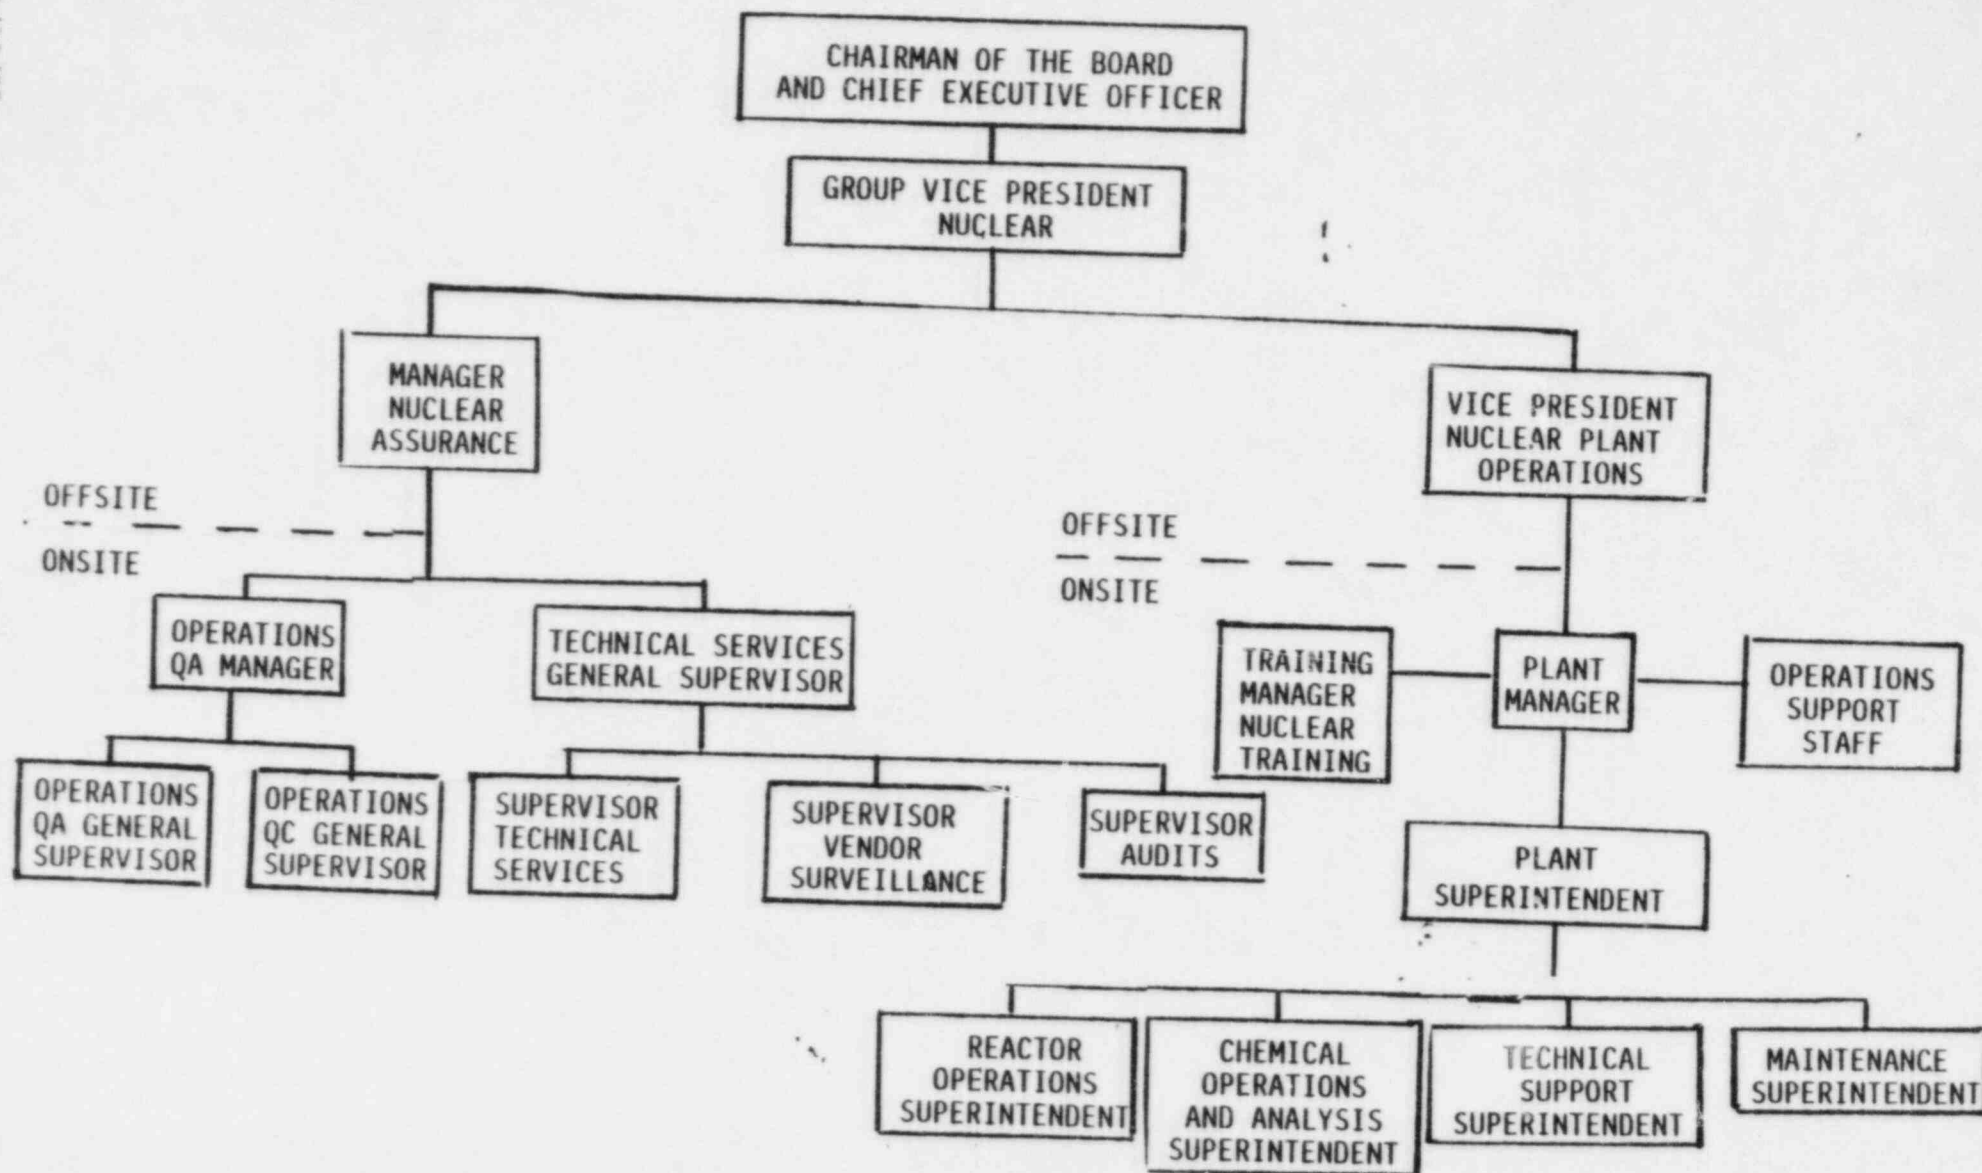 CHAIRMAN OF THE BOARD
AND CHIEF EXECUTIVE OFFICER
GROUP VICE PRESIDENT
NUCLEAR
MANAGER
NUCLEAR
ASSURANCE
VICE PRESIDENT
NUCLEAR PLANT
OPERATIONS
OFFSITE
ONSITE
OFFSITE
ONSITE
OPERATIONS
QA MANAGER
TECHNICAL SERVICES
GENERAL SUPERVISOR
TRAINING
MANAGER
NUCLEAR
TRAINING
PLANT
MANAGER
OPERATIONS
SUPPORT
STAFF
OPERATIONS
QA GENERAL
SUPERVISOR
OPERATIONS
QC GENERAL
SUPERVISOR
SUPERVISOR
TECHNICAL
SERVICES
SUPERVISOR
VENDOR
SURVEILLANCE
SUPERVISOR
AUDITS
PLANT
SUPERINTENDENT
REACTOR
OPERATIONS
SUPERINTENDENT
CHEMICAL
OPERATIONS
AND ANALYSIS
SUPERINTENDENT
TECHNICAL
SUPPORT
SUPERINTENDENT
MAINTENANCE
SUPERINTENDENT